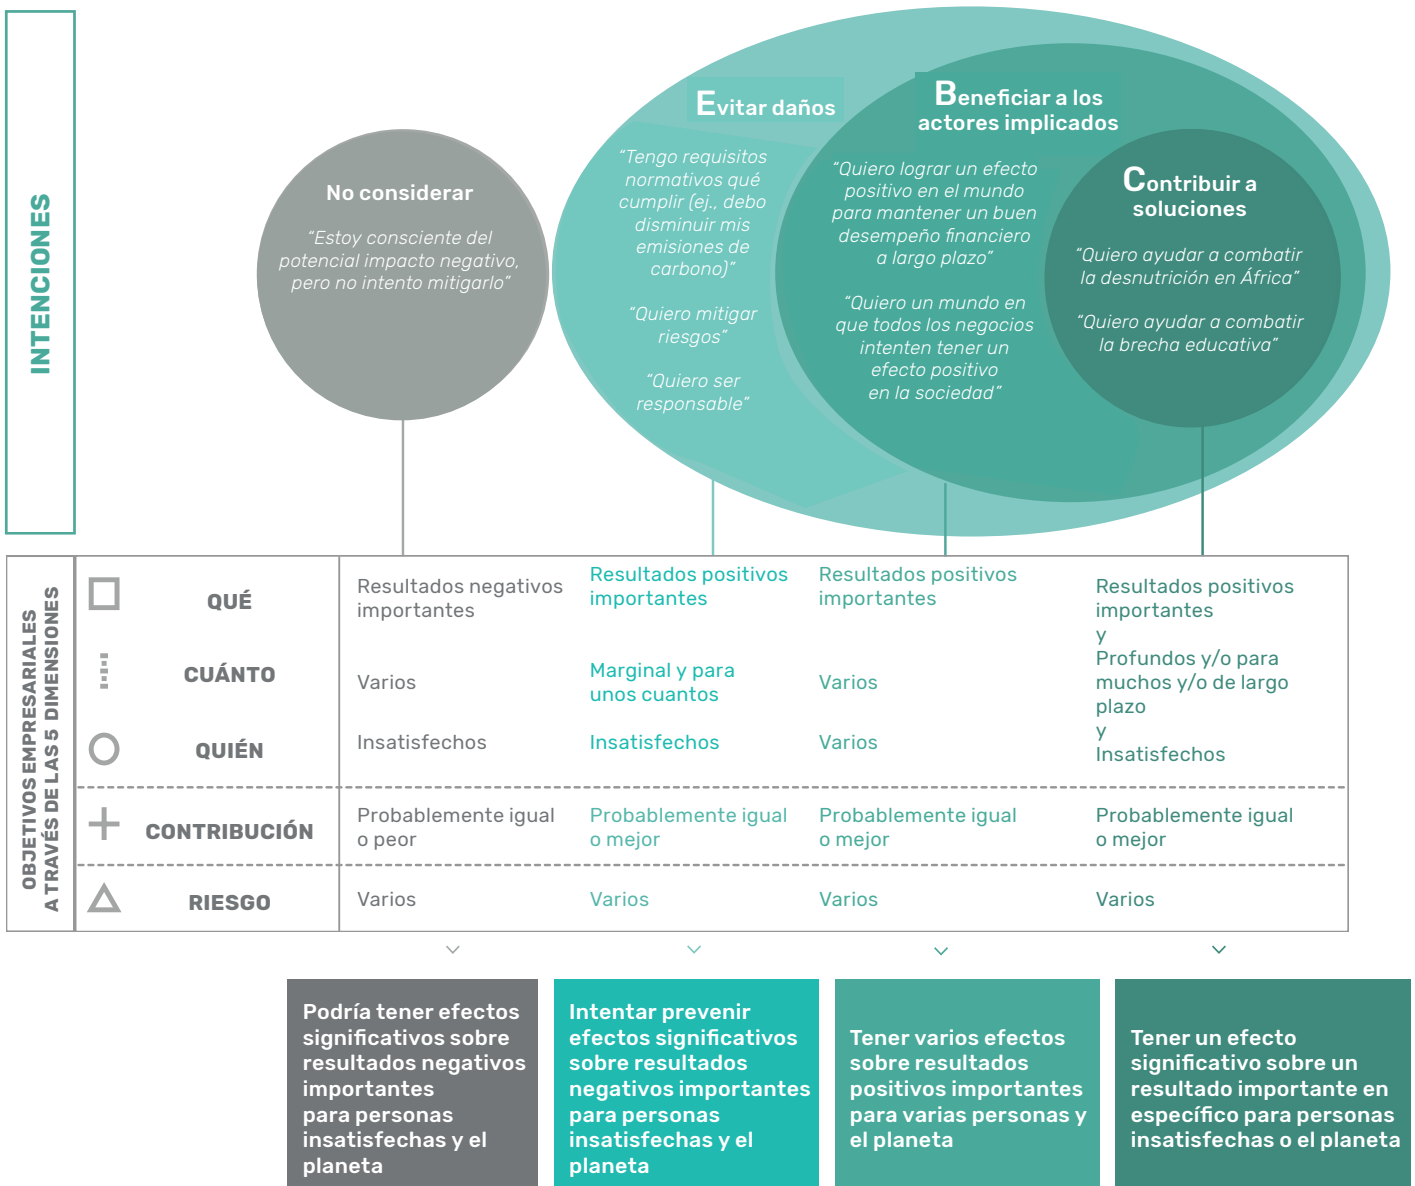 INTENCIONES
No considerar
“Estoy consciente del
potencial impacto negativo,
pero no intento mitigarlo”
Evitar daños
“Tengo requisitos
normativos qué
cumplir (ej., debo
disminuir mis
emisiones de
carbono)”
“Quiero mitigar
riesgos”
“Quiero ser
responsable”
Beneficiar a los
actores implicados
“Quiero lograr un efecto
positivo en el mundo
para mantener un buen
desempeño financiero
a largo plazo”
“Quiero un mundo en
que todos los negocios
intenten tener un
efecto positivo
en la sociedad”
Contribuir a
soluciones
“Quiero ayudar a combatir
la desnutrición en África”
“Quiero ayudar a combatir
la brecha educativa”
OBJETIVOS EMPRESARIALES
A TRAVÉS DE LAS 5 DIMENSIONES
QUÉ
Resultados negativos
importantes
Resultados positivos
importantes
Resultados positivos
importantes
Resultados positivos
importantes
y
CUÁNTO
Varios
Marginal y para
unos cuantos
Varios
Profundos y/o para
muchos y/o de largo
plazo
y
QUIÉN
Insatisfechos
Insatisfechos
Varios
Insatisfechos
CONTRIBUCIÓN
Probablemente igual
o peor
Probablemente igual
o mejor
Probablemente igual
o mejor
Probablemente igual
o mejor
RIESGO
Varios
Varios
Varios
Varios
Podría tener efectos
significativos sobre
resultados negativos
importantes
para personas
insatisfechas y el
planeta
Intentar prevenir
efectos significativos
sobre resultados
negativos importantes
para personas
insatisfechas y el
planeta
Tener varios efectos
sobre resultados
positivos importantes
para varias personas y
el planeta
Tener un efecto
significativo sobre un
resultado importante en
específico para personas
insatisfechas o el planeta